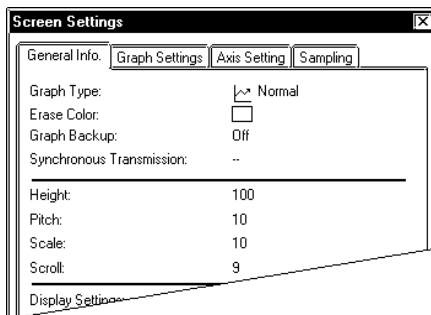 Screen Settings
General Info. Graph Settings Axis Setting Sampling
Graph Type: Normal
Erase Color:
Graph Backup: Off
Synchronous Transmission: --
Height: 100
Pitch: 10
Scale: 10
Scroll: 9
Display Settings